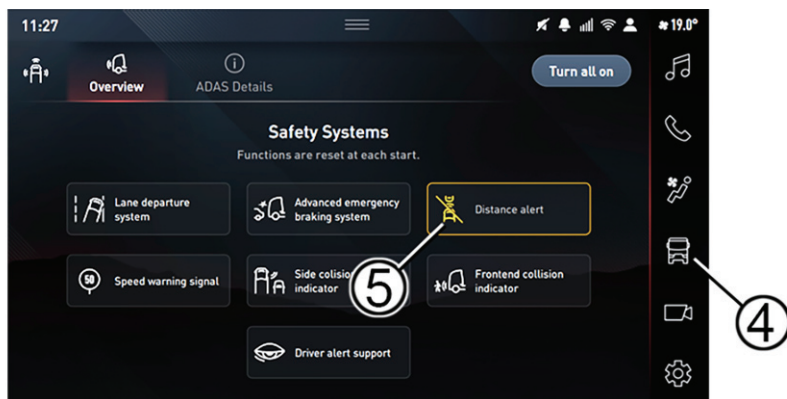 11:27
19.0°
Overview
ADAS Details
Turn all on
Safety Systems
Functions are reset at each start.
Lane departure
system
Advanced emergency
braking system
Distance alert
50
Speed warning signal
Side colisio
indicator
Frontend collision
indicator
Driver alert support
5
4